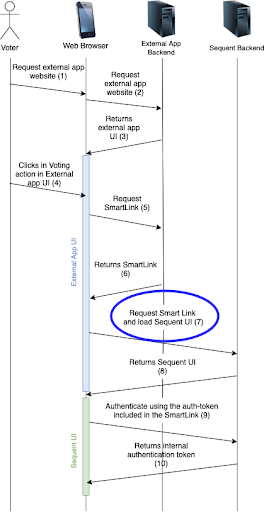 Voter
Web Browser
External App
Backend
Sequent Backend
Request external app
website (1)
Request
external app
website (2)
Returns
external app
UI (3)
Clicks in Voting
action in External
app UI (4)
Request
SmartLink (5)
External App UI
Returns SmartLink
(6)
Request Smart Link
and load Sequent UI (7)
Returns Sequent UI
(8)
Authenticate using the auth-token
included in the SmartLink (9)
Sequent UI
Returns internal
authentication token
(10)